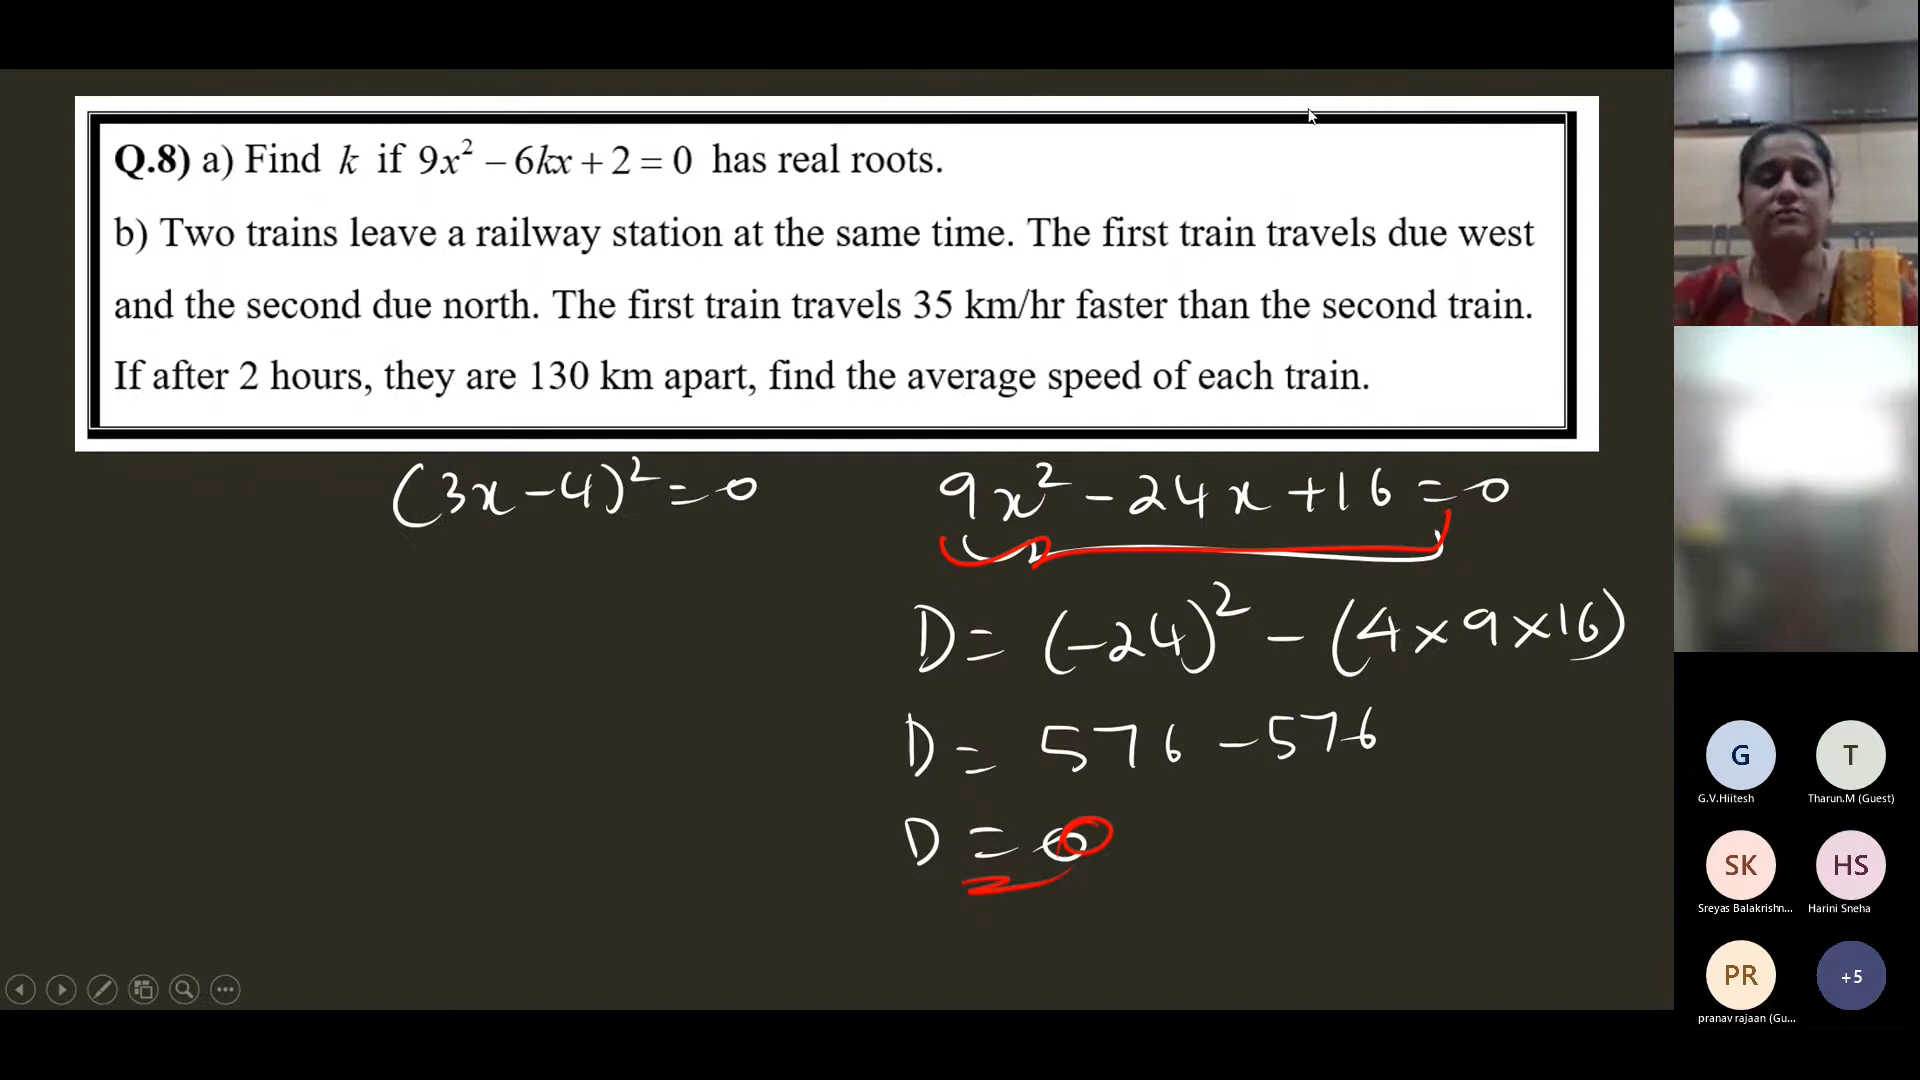 Q.8) a) Find k if 9x² − 6kx + 2 = 0 has real roots.
b) Two trains leave a railway station at the same time. The first train travels due west
and the second due north. The first train travels 35 km/hr faster than the second train.
If after 2 hours, they are 130 km apart, find the average speed of each train.
(3x − 4)² = 0
9x² − 24x + 16 = 0
D = (−24)² − (4 × 9 × 16)
D = 576 − 576
D = 0
G
T
G.V.Hiitesh
Tharun.M (Guest)
SK
HS
Sreyas Balakrishn...
Harini Sneha
PR
+5
pranav rajaan (Gu...